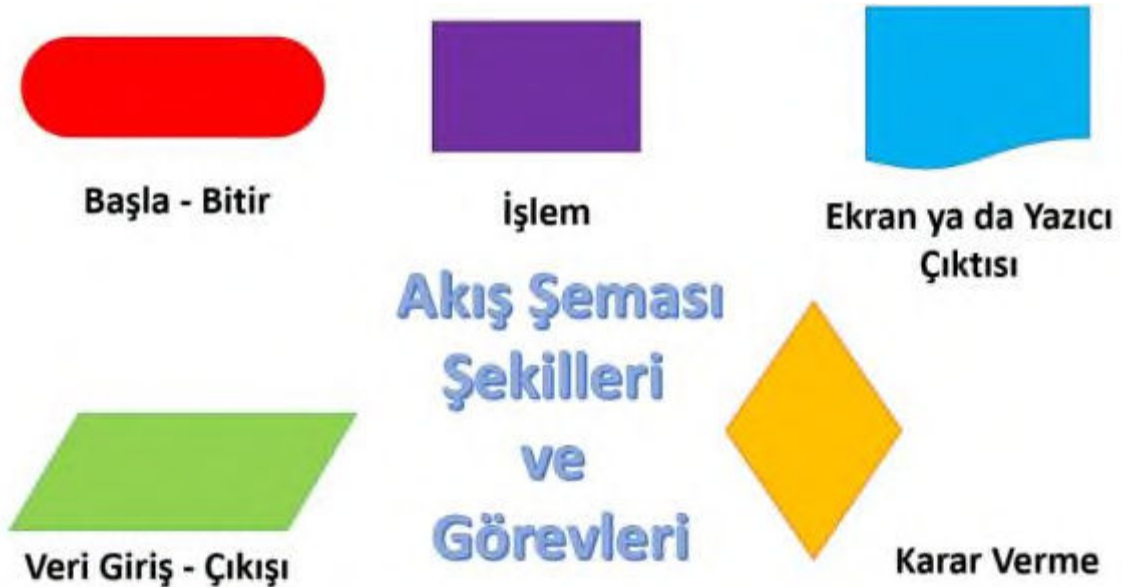 Başla - Bitir
İşlem
Ekran ya da Yazıcı
Çıktısı
Akış Şeması
Şekilleri
ve
Görevleri
Veri Giriş - Çıkışı
Karar Verme